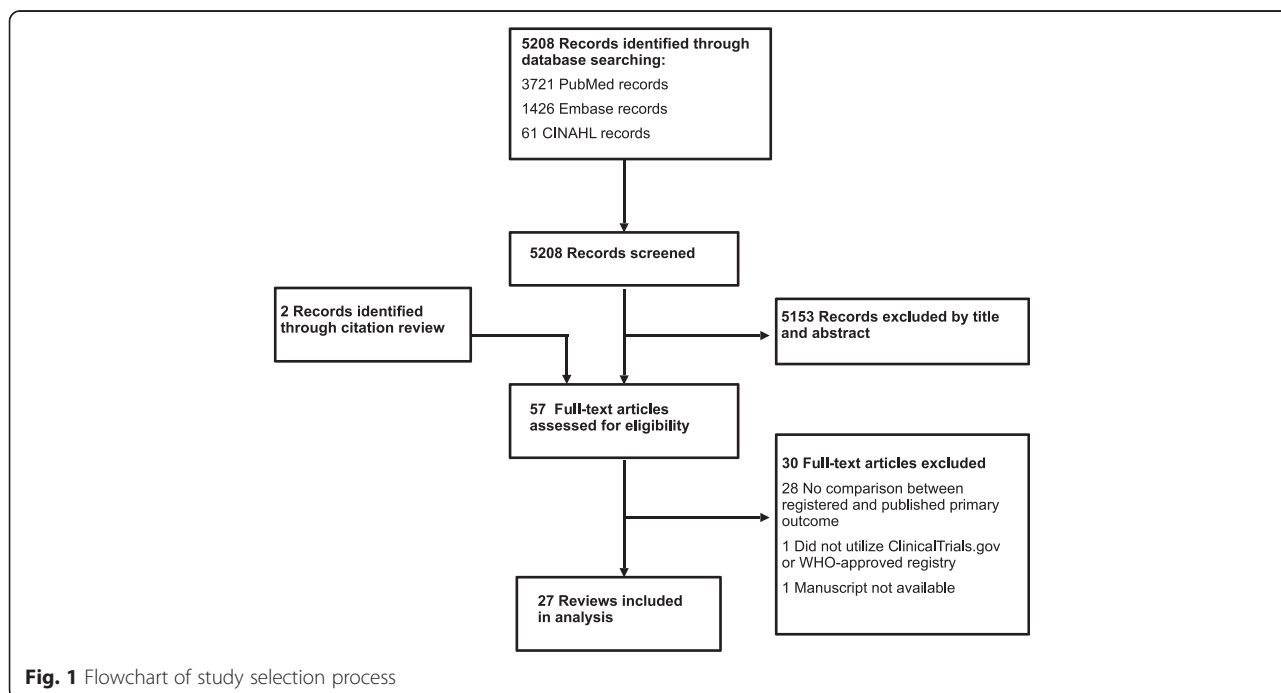 5208 Records identified through
database searching:
3721 PubMed records
1426 Embase records
61 CINAHL records
5208 Records screened
2 Records identified
through citation review
5153 Records excluded by title
and abstract
57 Full-text articles
assessed for eligibility
30 Full-text articles excluded
28 No comparison between
registered and published primary
outcome
1 Did not utilize ClinicalTrials.gov
or WHO-approved registry
1 Manuscript not available
27 Reviews included
in analysis
Fig. 1 Flowchart of study selection process